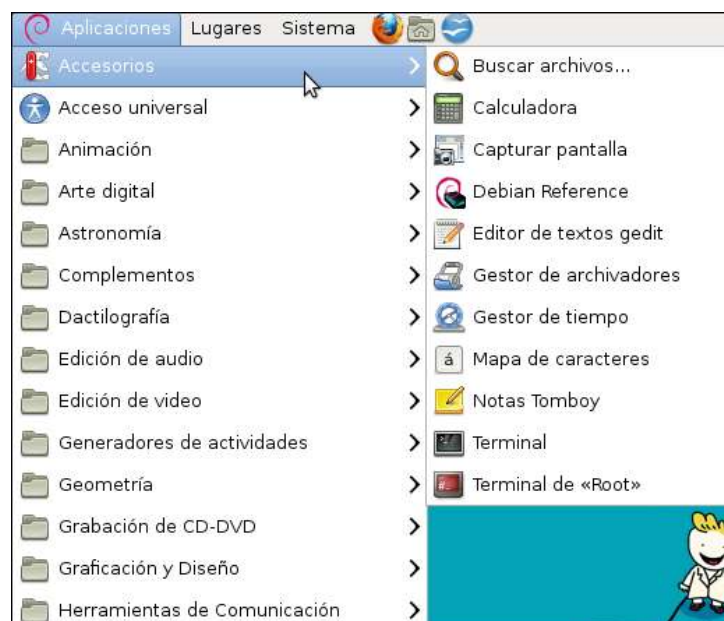 Aplicaciones Lugares Sistema
Accesorios
Acceso universal
Animación
Arte digital
Astronomía
Complementos
Dactilografía
Edición de audio
Edición de video
Generadores de actividades
Geometría
Grabación de CD-DVD
Graficación y Diseño
Herramientas de Comunicación
Buscar archivos...
Calculadora
Capturar pantalla
Debian Reference
Editor de textos gedit
Gestor de archivadores
Gestor de tiempo
á Mapa de caracteres
Notas Tomboy
Terminal
Terminal de «Root»